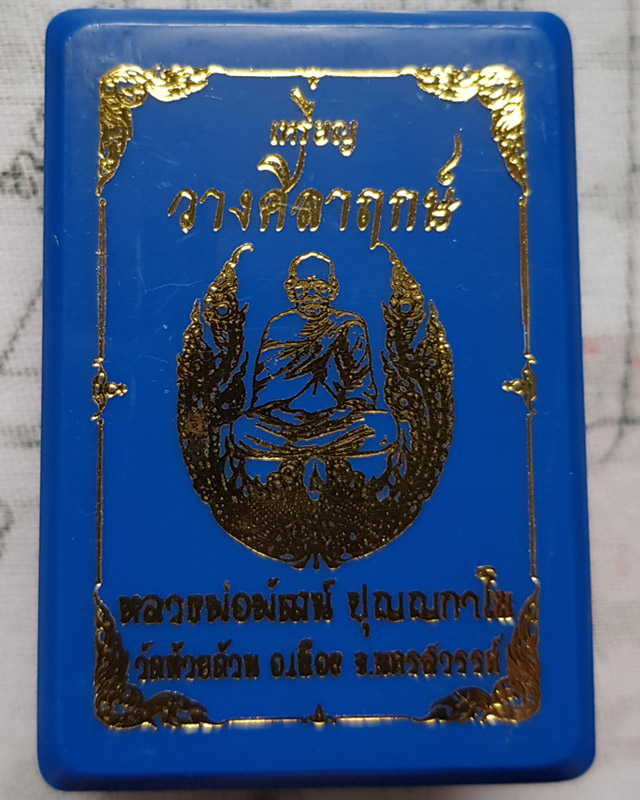 เหรียญ
วางศิลาฤกษ์
หลวงพ่อพัฒน์ ปุญญกาโม
วัดห้วยด้วน อ.เมือง จ.นครสวรรค์